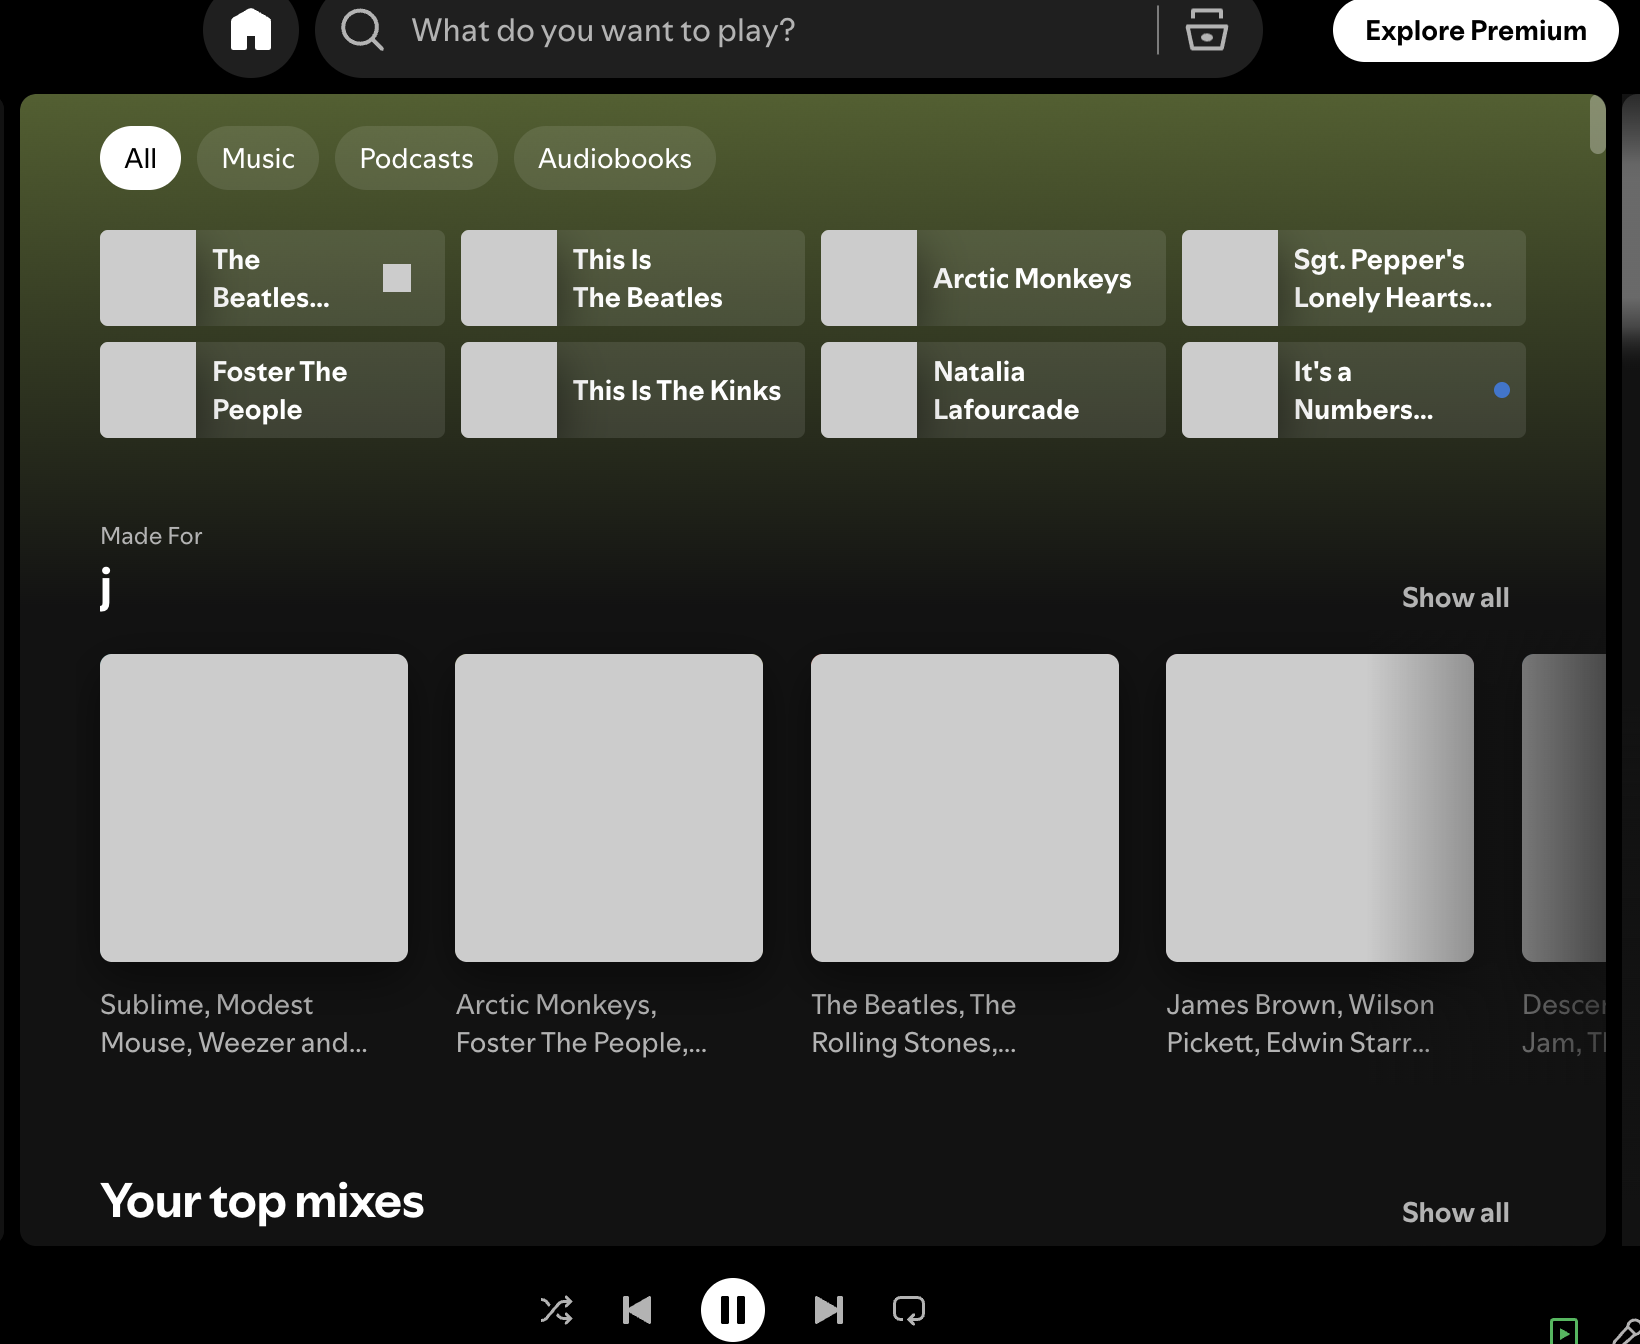 What do you want to play?
Explore Premium
All
Music
Podcasts
Audiobooks
The
Beatles...
This Is
The Beatles
Arctic Monkeys
Sgt. Pepper's
Lonely Hearts...
Foster The
People
This Is The Kinks
Natalia
Lafourcade
It's a
Numbers...
Made For
j
Show all
Sublime, Modest
Mouse, Weezer and...
Arctic Monkeys,
Foster The People,...
The Beatles, The
Rolling Stones,...
James Brown, Wilson
Pickett, Edwin Starr...
Jam,
Your top mixes
Show all